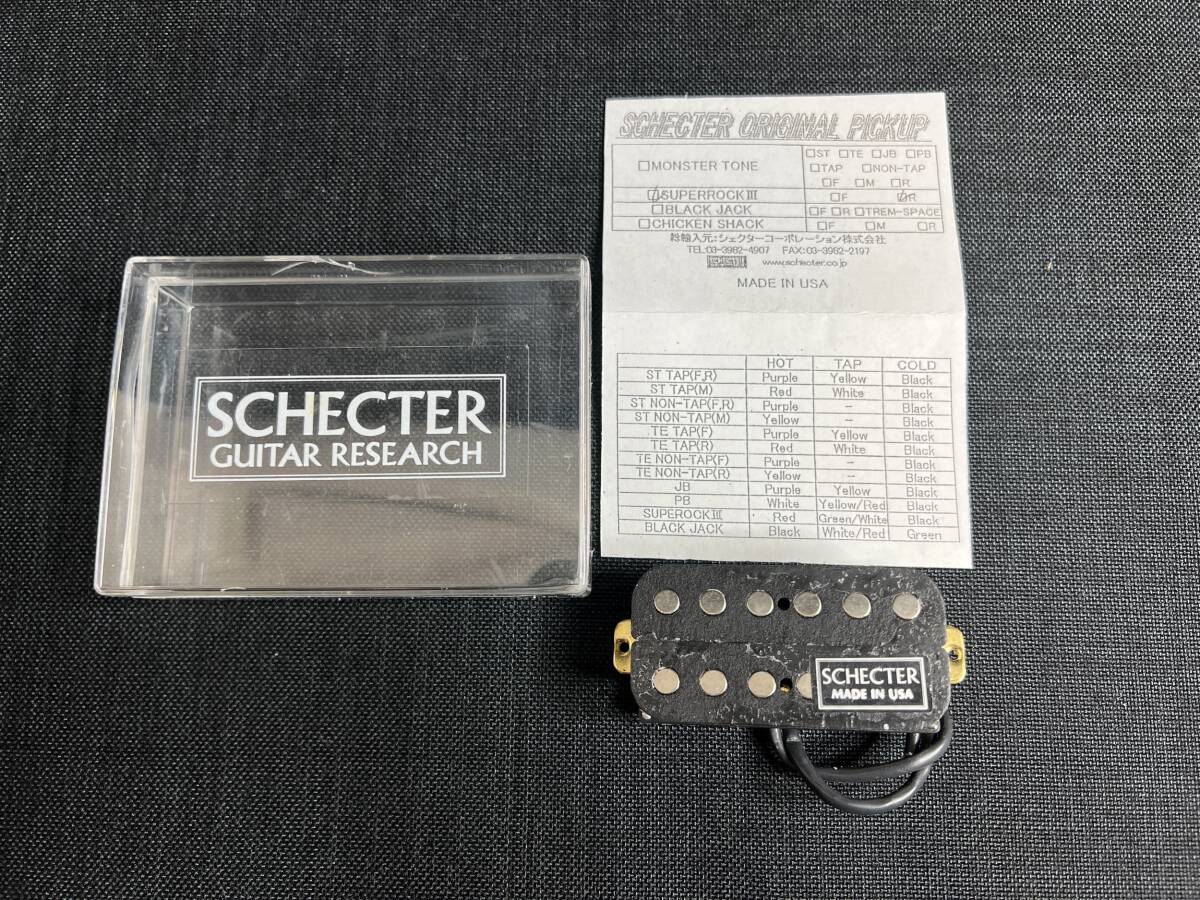 SCHECTER
GUITAR RESEARCH
SCHECTER ORIGINAL PICKUP
☐MONSTER TONE ☐ST ☐TE ☐JB ☐PB
☐TAP ☐NON-TAP
☐F ☐M ☐R
☑SUPERROCKⅢ ☐F ☑R
☐BLACK JACK ☐F ☐R ☐TREM-SPACE
☐CHICKEN SHACK ☐F ☐M ☐R
総輸入元:シェクターコーポレーション株式会社
TEL:03-3982-4907 FAX:03-3982-2197
www.schecter.co.jp
MADE IN USA
HOT TAP COLD
ST TAP(F,R) Purple Yellow Black
ST TAP(M) Red White Black
ST NON-TAP(F,R) Purple - Black
ST NON-TAP(M) Yellow - Black
TE TAP(F) Purple Yellow Black
TE TAP(R) Red White Black
TE NON-TAP(F) Purple - Black
TE NON-TAP(R) Yellow - Black
JB Purple Yellow Black
PB White Yellow/Red Black
SUPEROCKⅢ Red Green/White Black
BLACK JACK Black White/Red Green
SCHECTER
MADE IN USA